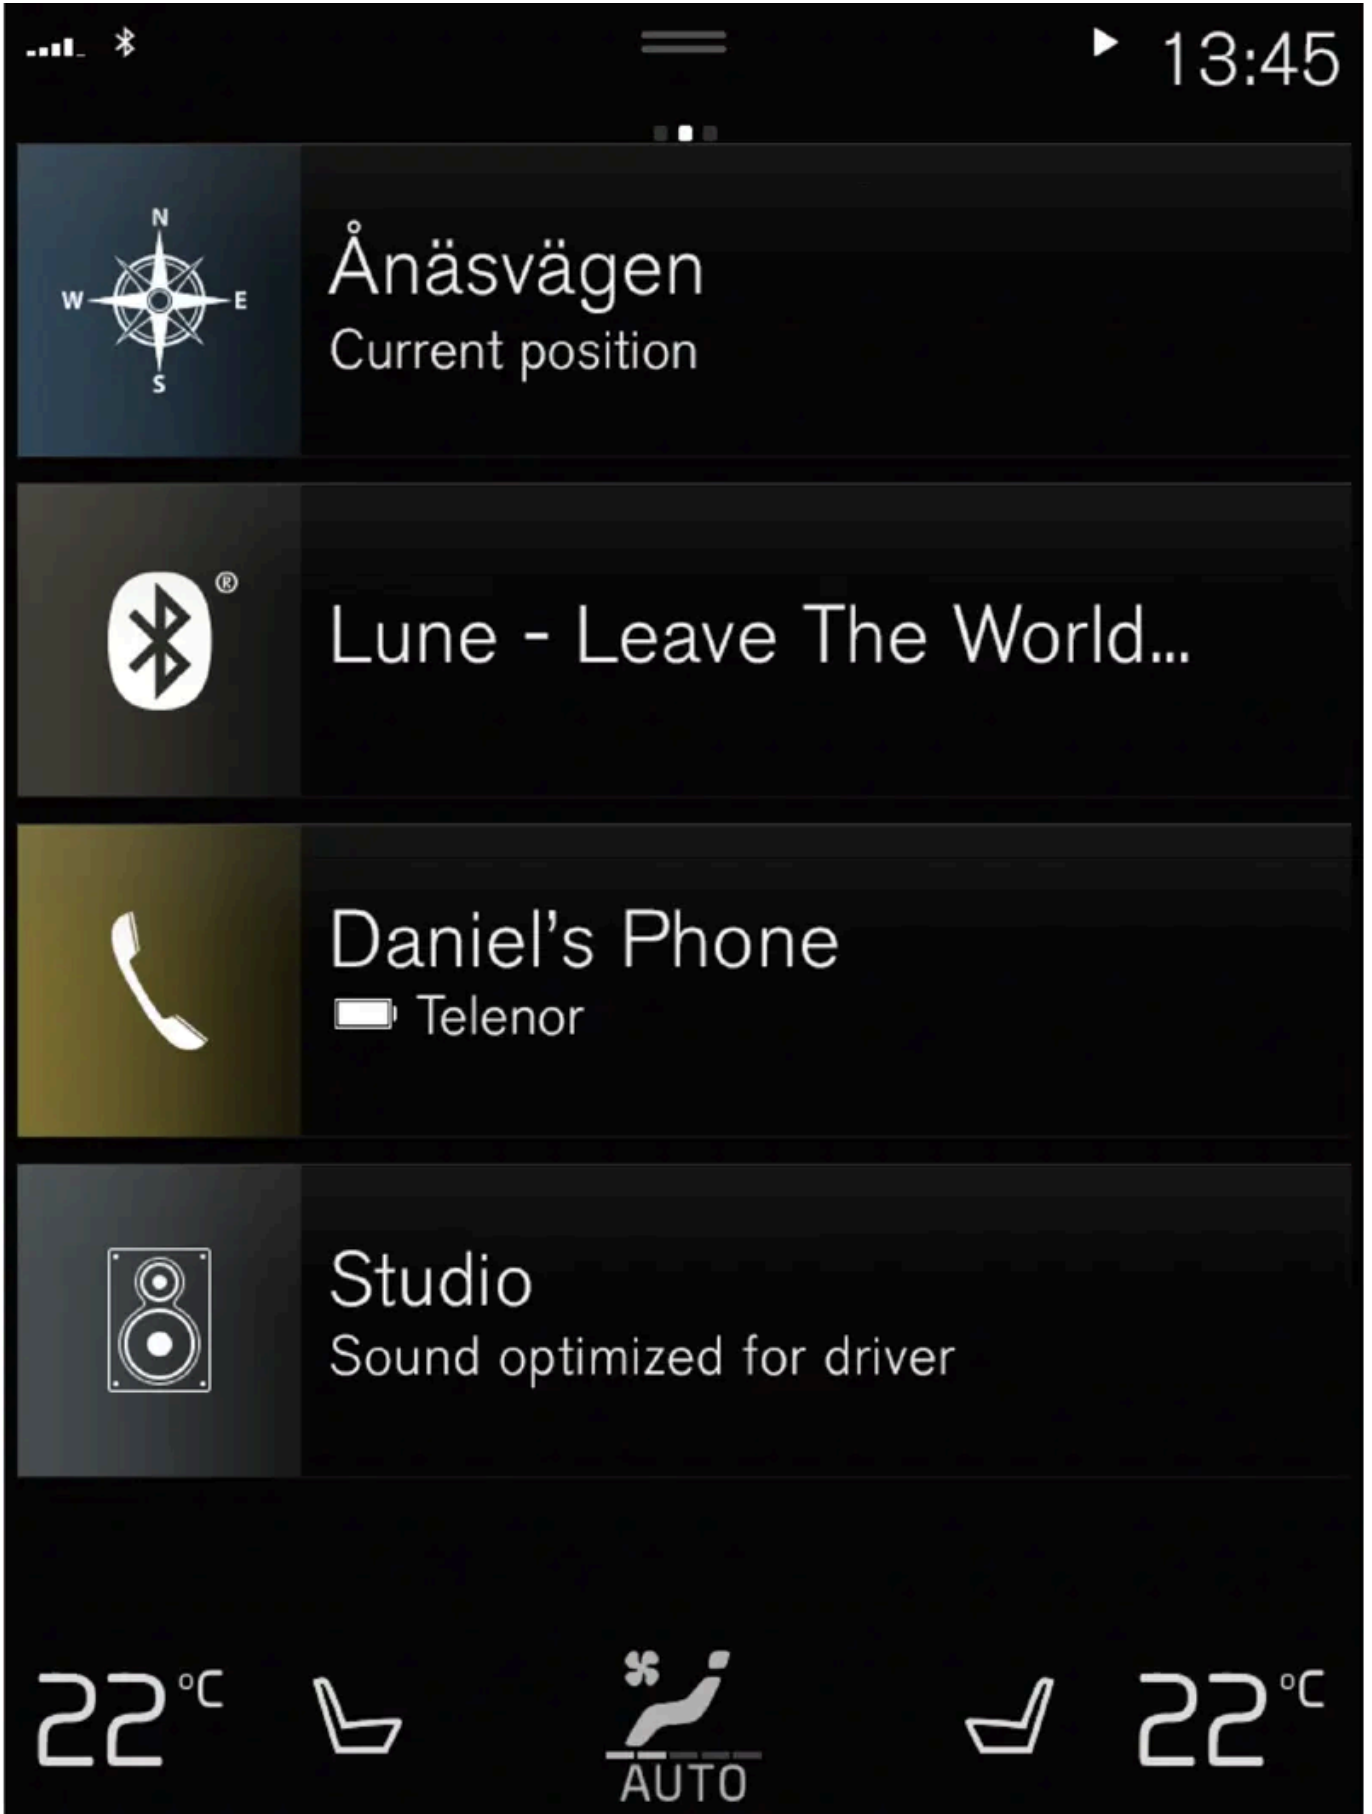 13:45
N
W E
S
Ånäsvägen
Current position
®
Lune - Leave The World...
Daniel’s Phone
Telenor
Studio
Sound optimized for driver
22°C 22°C
AUTO